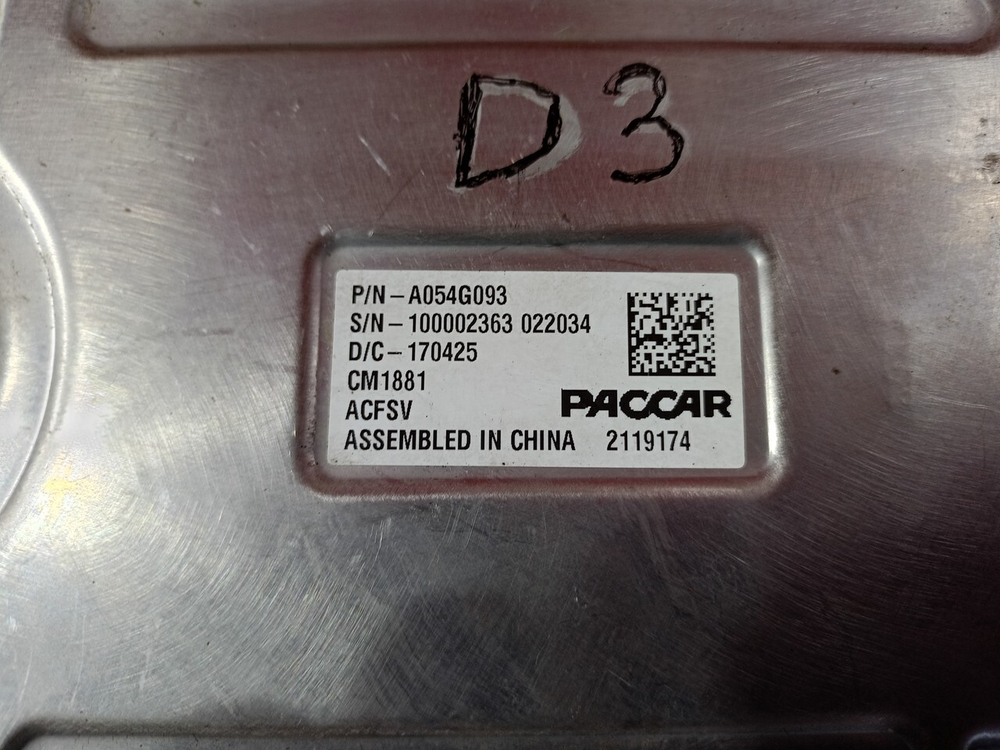 D3
P/N-A054G093
S/N-100002363 022034
D/C-170425
CM1881
ACFSV
PACCAR
ASSEMBLED IN CHINA 2119174